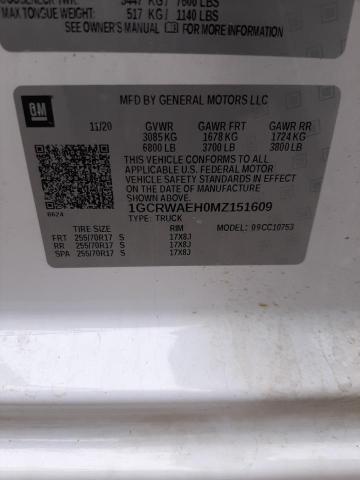 3447 KG / 7600 LBS
MAX TONGUE WEIGHT: 517 KG / 1140 LBS
SEE OWNER'S MANUAL FOR MORE INFORMATION
GM
MFD BY GENERAL MOTORS LLC
11/20 GVWR GAWR FRT GAWR RR
3085 KG 1678 KG 1724 KG
6800 LB 3700 LB 3800 LB
THIS VEHICLE CONFORMS TO ALL
APPLICABLE U.S. FEDERAL MOTOR
VEHICLE SAFETY
THEFT PREVENTION STANDARDS IN EFFECT ON
THE DATE OF MANUFACTURE SHOWN ABOVE.
1GCRWAEH0MZ151609
6624 TYPE: TRUCK
TIRE SIZE RIM MODEL: 09CC10753
FRT 255/70R17 S 17X8J
RR 255/70R17 S 17X8J
SPA 255/70R17 S 17X8J